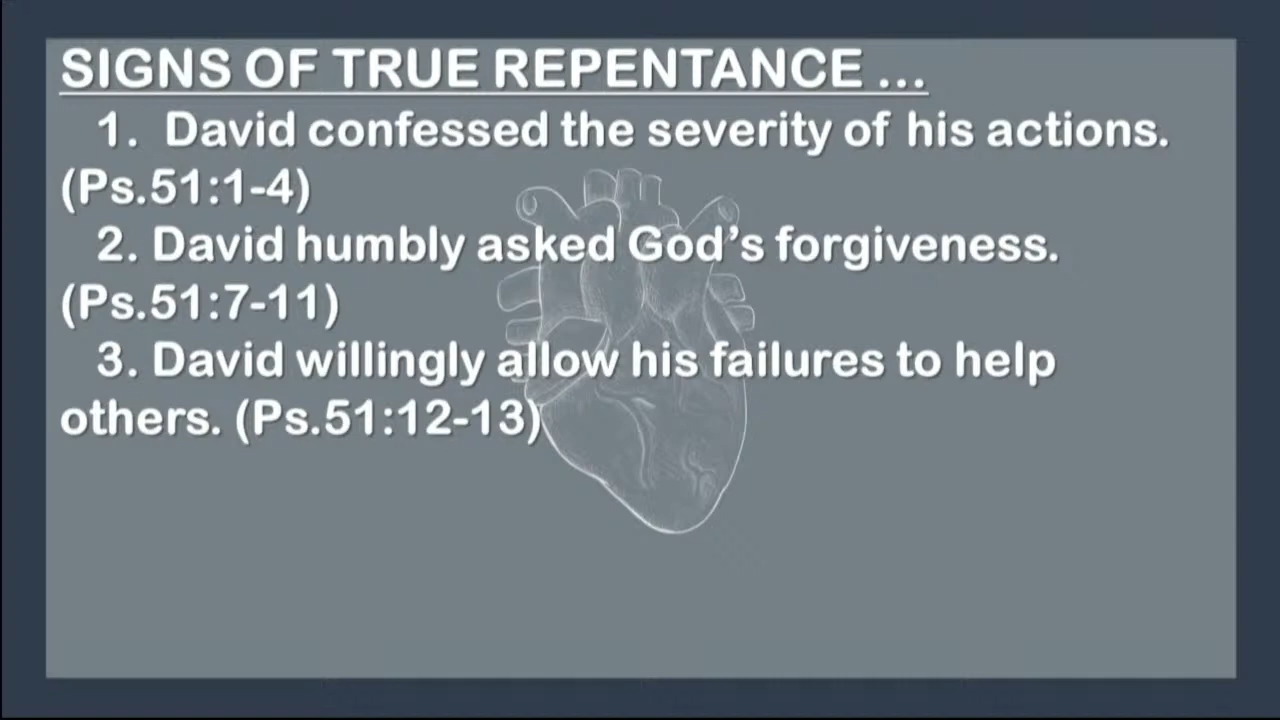 SIGNS OF TRUE REPENTANCE ...
1. David confessed the severity of his actions.
(Ps.51:1-4)
2. David humbly asked God’s forgiveness.
(Ps.51:7-11)
3. David willingly allow his failures to help
others. (Ps.51:12-13)